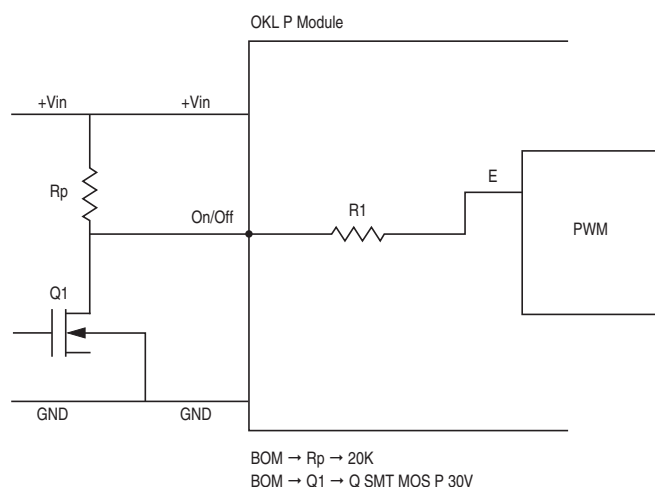 OKL P Module
+Vin +Vin
Rp
On/Off
R1
E
PWM
Q1
GND GND
BOM → Rp → 20K
BOM → Q1 → Q SMT MOS P 30V